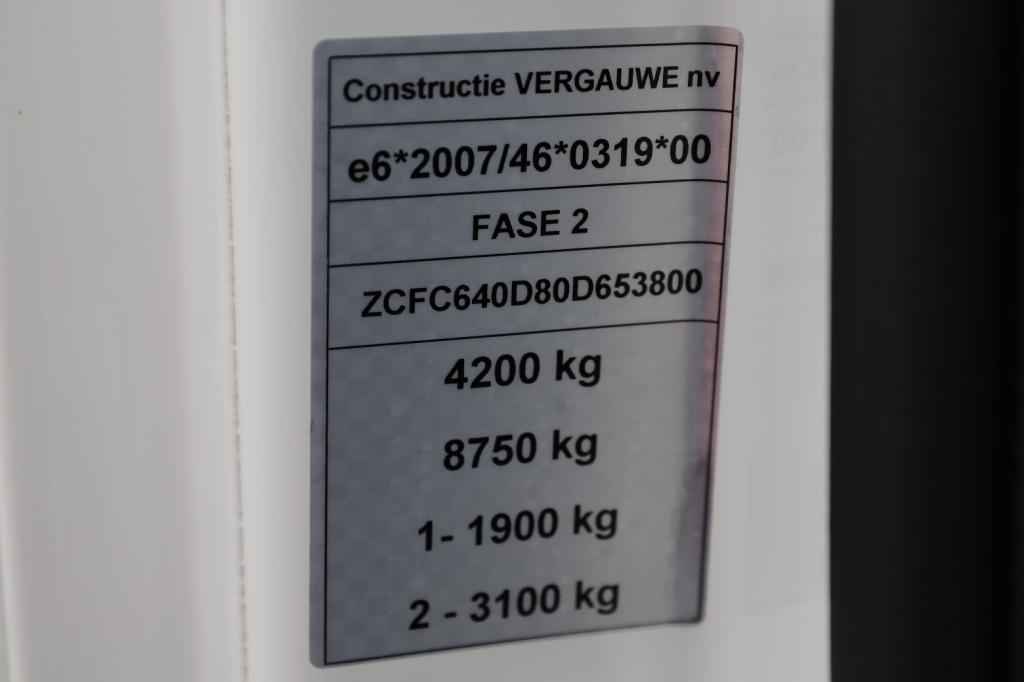 Constructie VERGAUWE nv
e6*2007/46*0319*00
FASE 2
ZCFC640D80D653800
4200 kg
8750 kg
1- 1900 kg
2 - 3100 kg